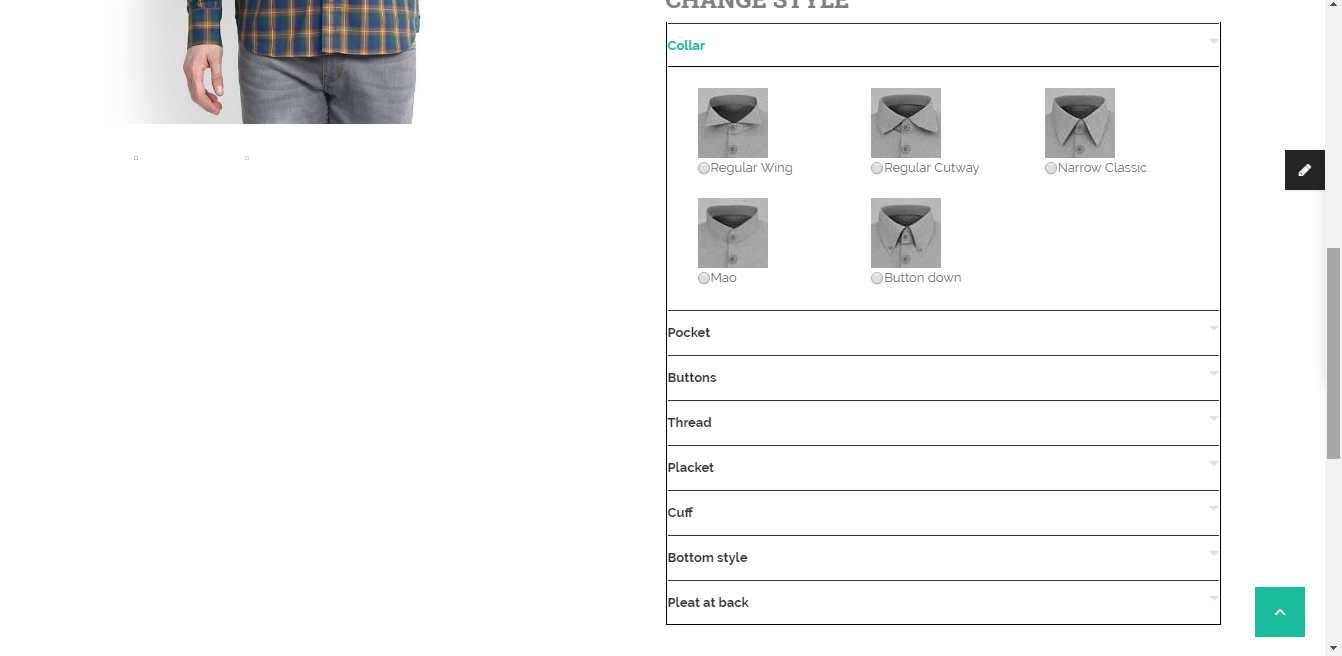 CHANGE STYLE
Collar
Regular Wing
Regular Cutway
Narrow Classic
Mao
Button down
Pocket
Buttons
Thread
Placket
Cuff
Bottom style
Pleat at back